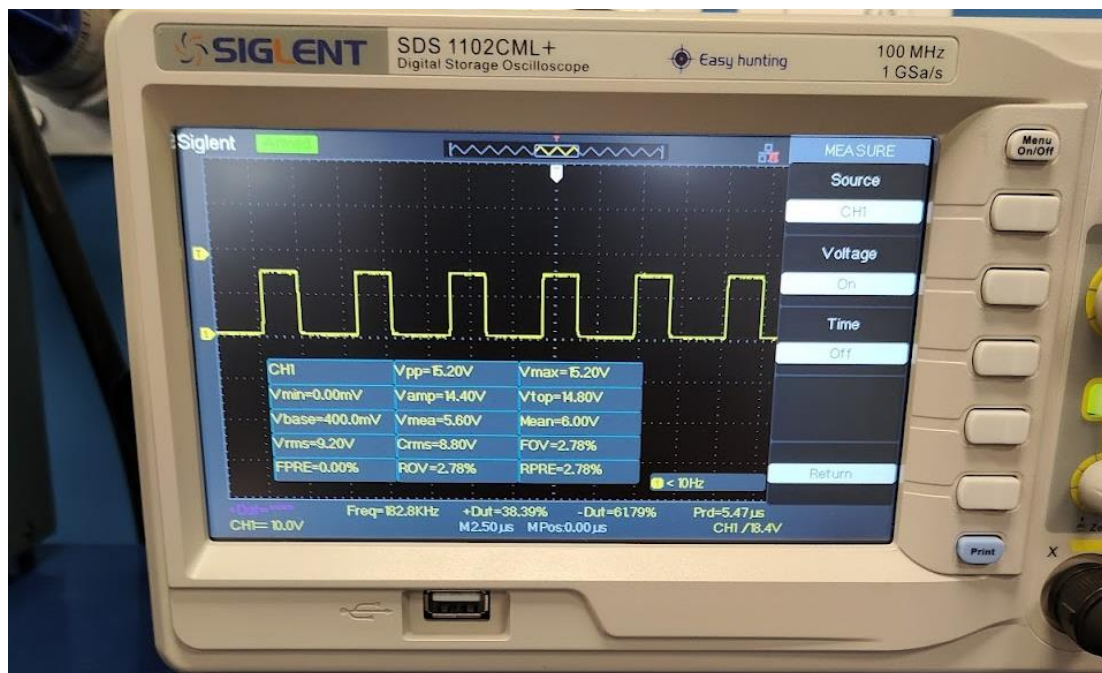 SIGLENT SDS 1102CML+ Easy hunting 100 MHz
Digital Storage Oscilloscope 1 GSa/s
Siglent Armed MEASURE
Menu
On/Off
Source
CH1
Voltage
On
Time
Off
Return
CH1 Vpp=15.20V Vmax=15.20V
Vmin=0.00mV Vamp=14.40V Vtop=14.80V
Vbase=400.0mV Vmea=5.60V Mean=6.00V
Vrms=9.20V Crms=8.80V FOV=2.78%
FPRE=0.00% ROV=2.78% RPRE=2.78%
< 10Hz
+Dut=**** Freq=182.8KHz +Dut=38.39% -Dut=61.79% Prd=5.47µs
CH1 10.0V M2.50µs MPos:0.00µs CH1 / 18.4V
Print
X